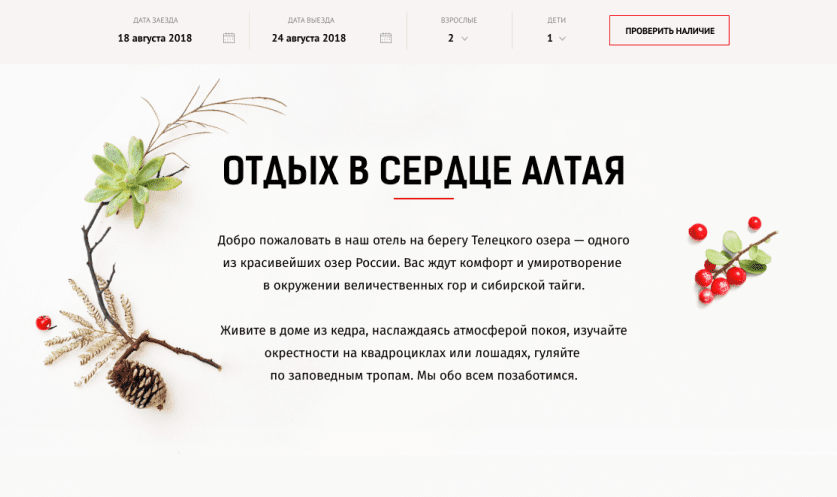 ДАТА ЗАЕЗДА ДАТА ВЫЕЗДА ВЗРОСЛЫЕ ДЕТИ
18 августа 2018 24 августа 2018 2 1 ПРОВЕРИТЬ НАЛИЧИЕ
ОТДЫХ В СЕРДЦЕ АЛТАЯ
Добро пожаловать в наш отель на берегу Телецкого озера — одного
из красивейших озер России. Вас ждут комфорт и умиротворение
в окружении величественных гор и сибирской тайги.
Живите в доме из кедра, наслаждаясь атмосферой покоя, изучайте
окрестности на квадроциклах или лошадях, гуляйте
по заповедным тропам. Мы обо всем позаботимся.